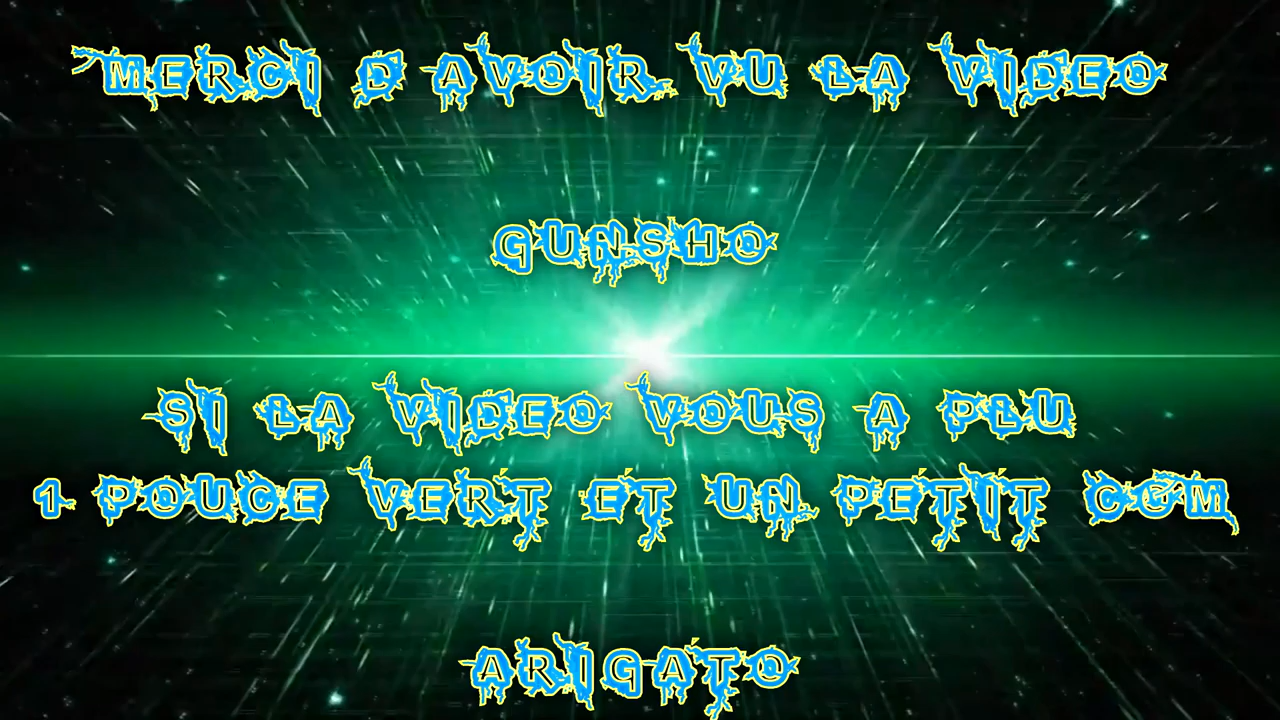 MERCI D AVOIR VU LA VIDEO
GUNSHO
SI LA VIDEO VOUS A PLU
1 POUCE VERT ET UN PETIT COM
ARIGATO